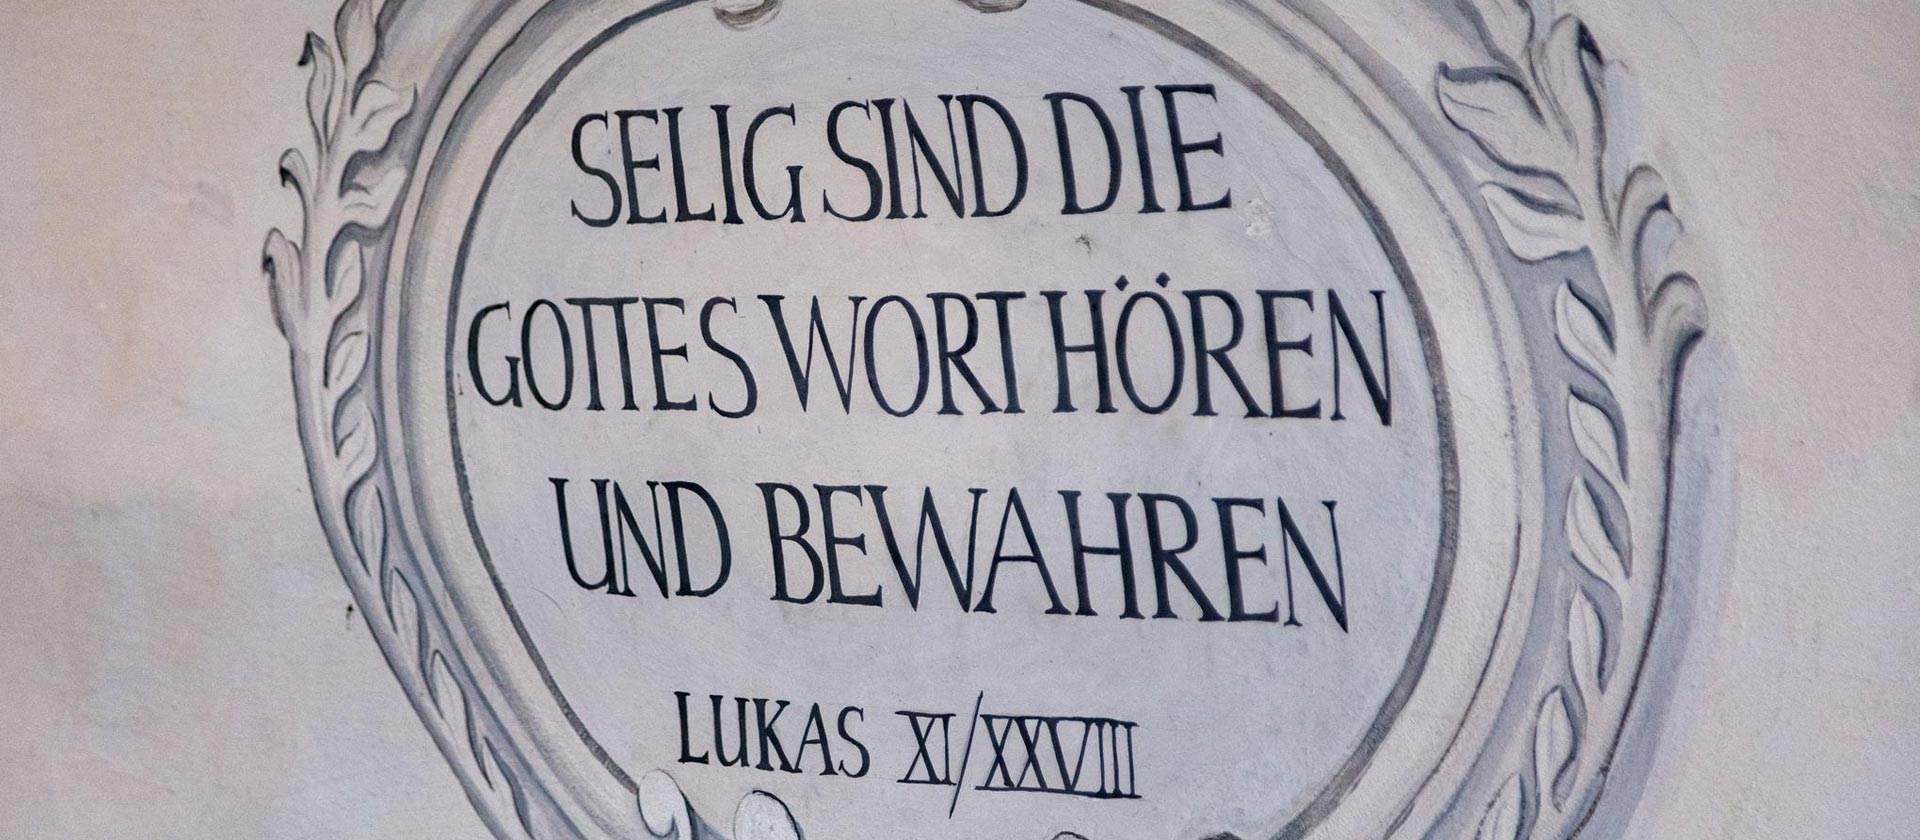 SELIG SIND DIE
GOTTES WORT HÖREN
UND BEWAHREN
LUKAS XI/XXVIII